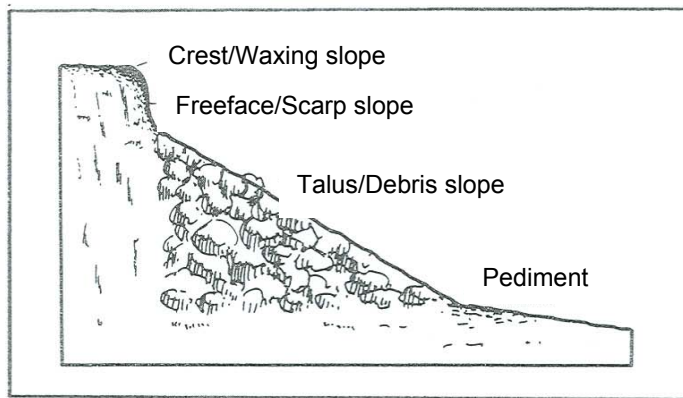 Crest/Waxing slope
Freeface/Scarp slope
Talus/Debris slope
Pediment